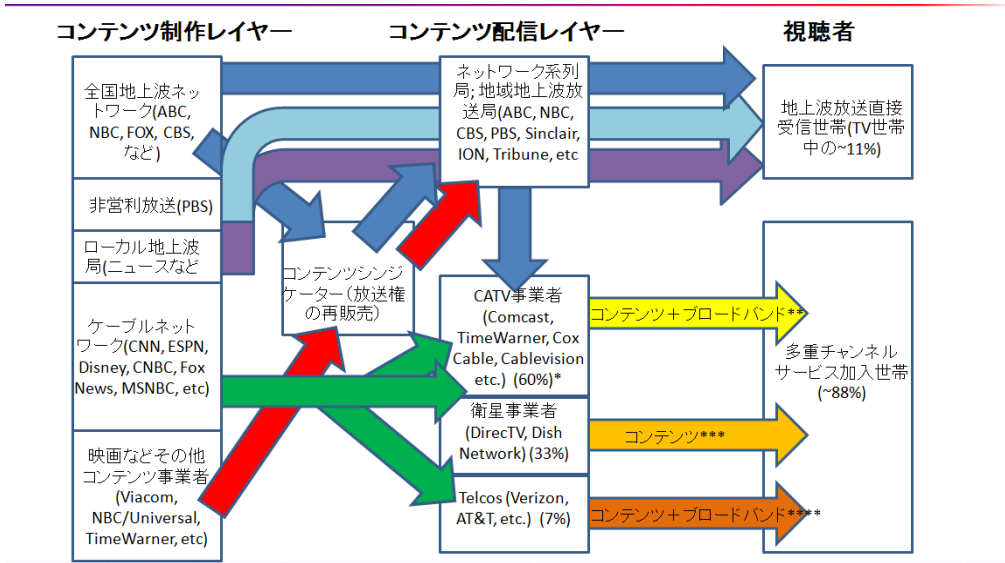 コンテンツ制作レイヤー
コンテンツ配信レイヤー
視聴者
全国地上波ネッ
トワーク(ABC,
NBC, FOX, CBS,
など)
非営利放送(PBS)
ローカル地上波
局(ニュースなど
ケーブルネット
ワーク(CNN, ESPN,
Disney, CNBC, Fox
News, MSNBC, etc)
映画などその他
コンテンツ事業者
(Viacom,
NBC/Universal,
TimeWarner, etc)
コンテンツシンジ
ケーター(放送権
の再販売)
ネットワーク系列
局; 地域地上波放
送局(ABC, NBC,
CBS, PBS, Sinclair,
ION, Tribune, etc
CATV事業者
(Comcast,
TimeWarner, Cox
Cable, Cablevision
etc.) (60%)*
衛星事業者
(DirecTV, Dish
Network) (33%)
Telcos (Verizon,
AT&T, etc.) (7%)
コンテンツ+ブロードバンド**
コンテンツ***
コンテンツ+ブロードバンド****
地上波放送直接
受信世帯(TV世帯
中の~11%)
多重チャンネル
サービス加入世帯
(~88%)